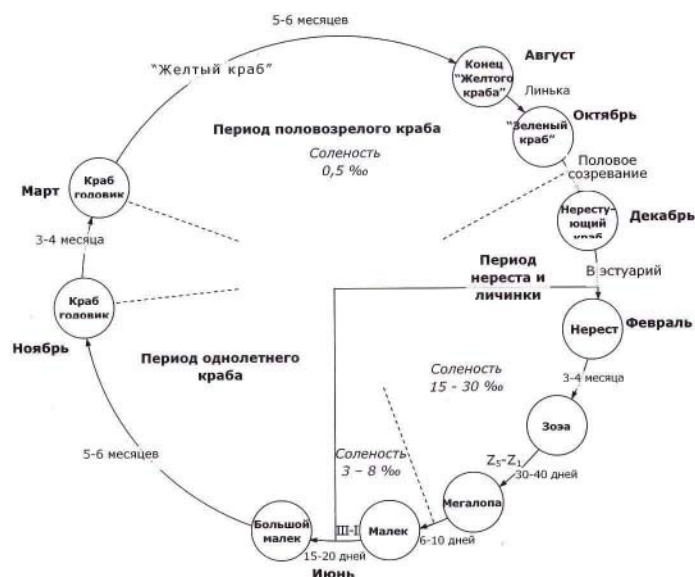 5-6 месяцев
"Желтый краб"
Конец
"Желтого
краба"
Август
Линька
Октябрь
"Зеленый
краб"
Период половозрелого краба
Соленость
0,5 ‰
Половое
созревание
Март
Краб
годовик
Нересту-
ющий
краб
Декабрь
3-4 месяца
Период
нереста и
личинки
В эстуарий
Краб
годовик
Ноябрь
Нерест
Февраль
Период однолетнего
краба
Соленость
15 - 30 ‰
3-4 месяца
Зоэа
5-6 месяцев
Соленость
3 – 8 ‰
Z5-Z1
30-40 дней
Мегалопа
Большой
малек
III-I
Малек
6-10 дней
15-20 дней
Июнь